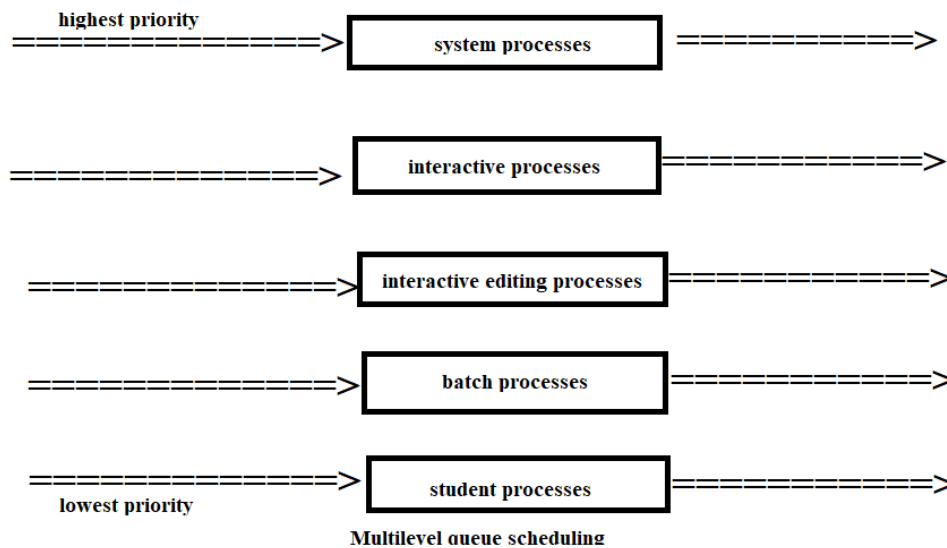 highest priority
system processes
interactive processes
interactive editing processes
batch processes
student processes
lowest priority
Multilevel queue scheduling